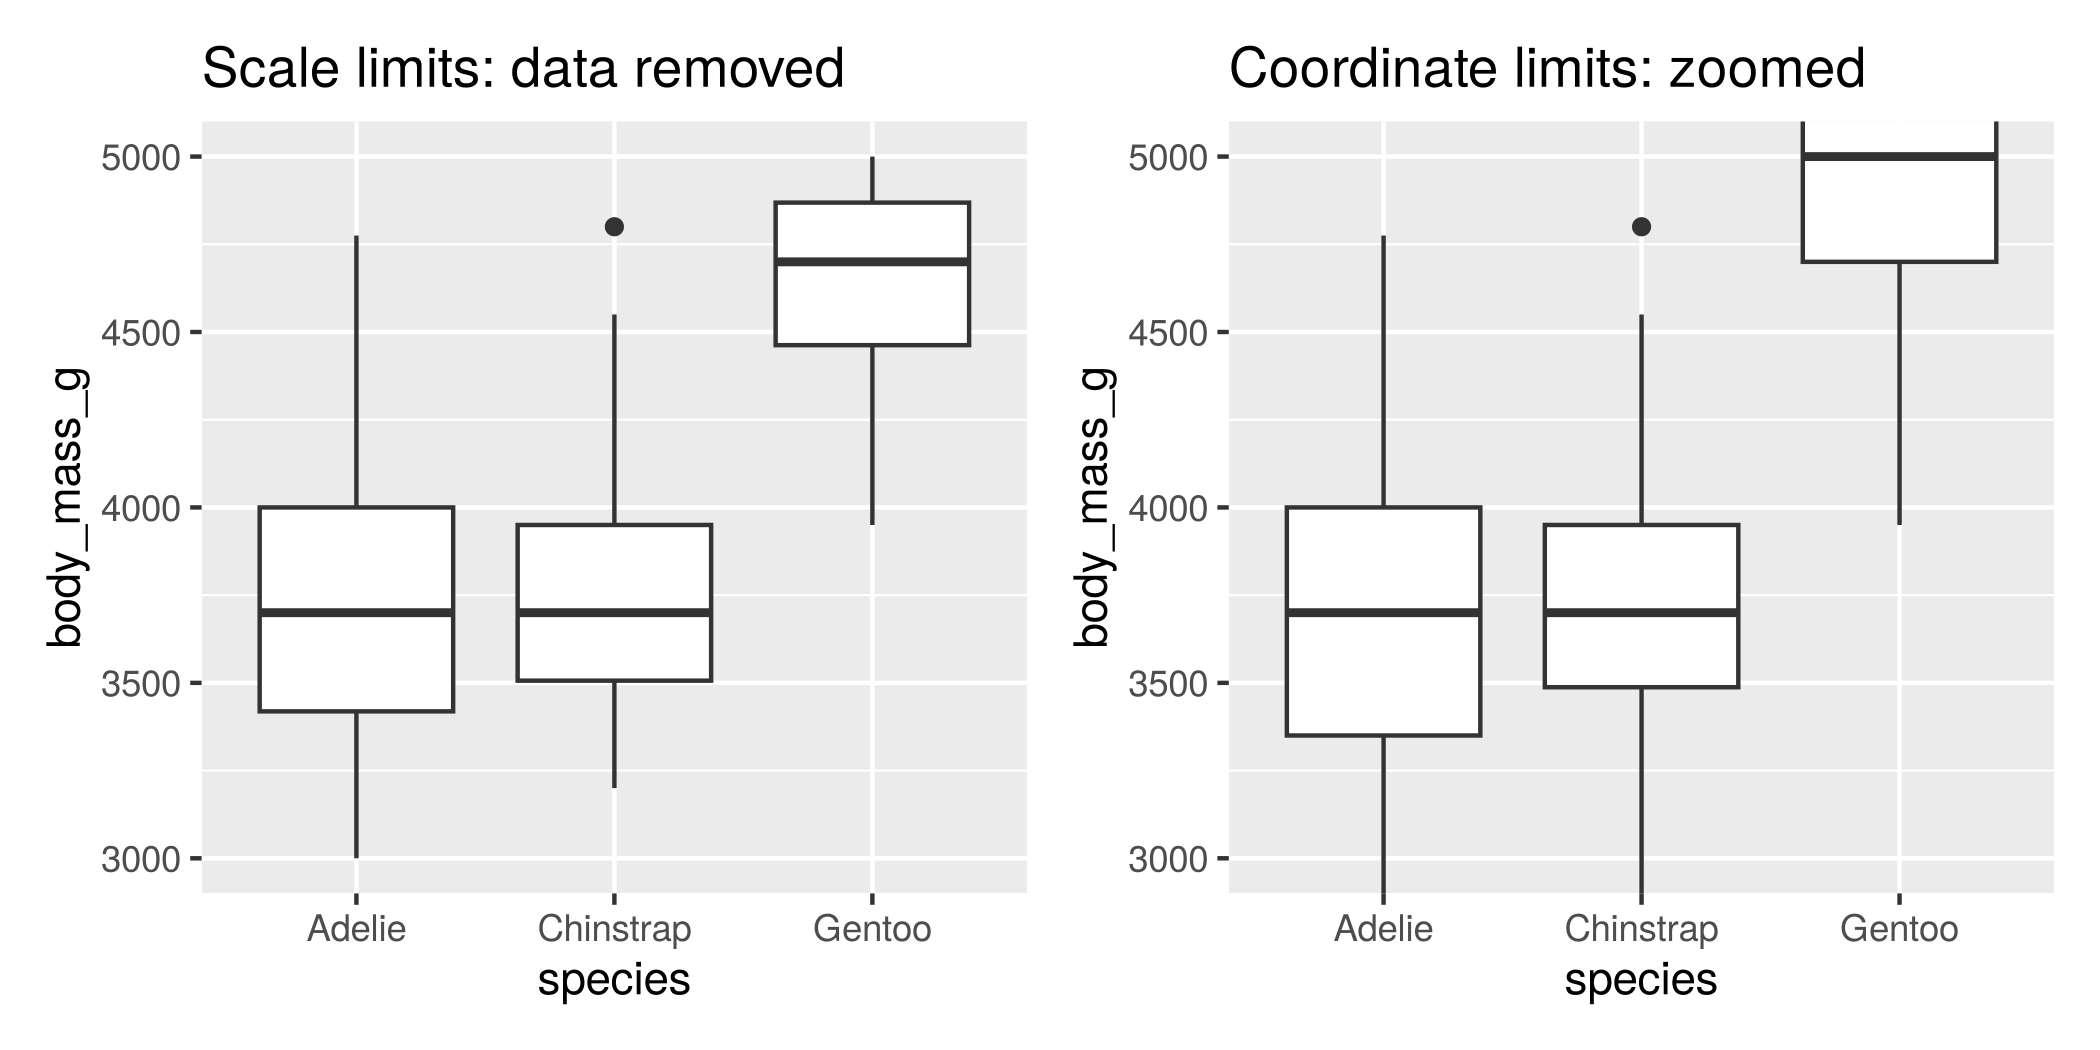 Scale limits: data removed
5000
4500
4000
3500
3000
body_mass_g
Adelie Chinstrap Gentoo
species
Coordinate limits: zoomed
5000
4500
4000
3500
3000
body_mass_g
Adelie Chinstrap Gentoo
species